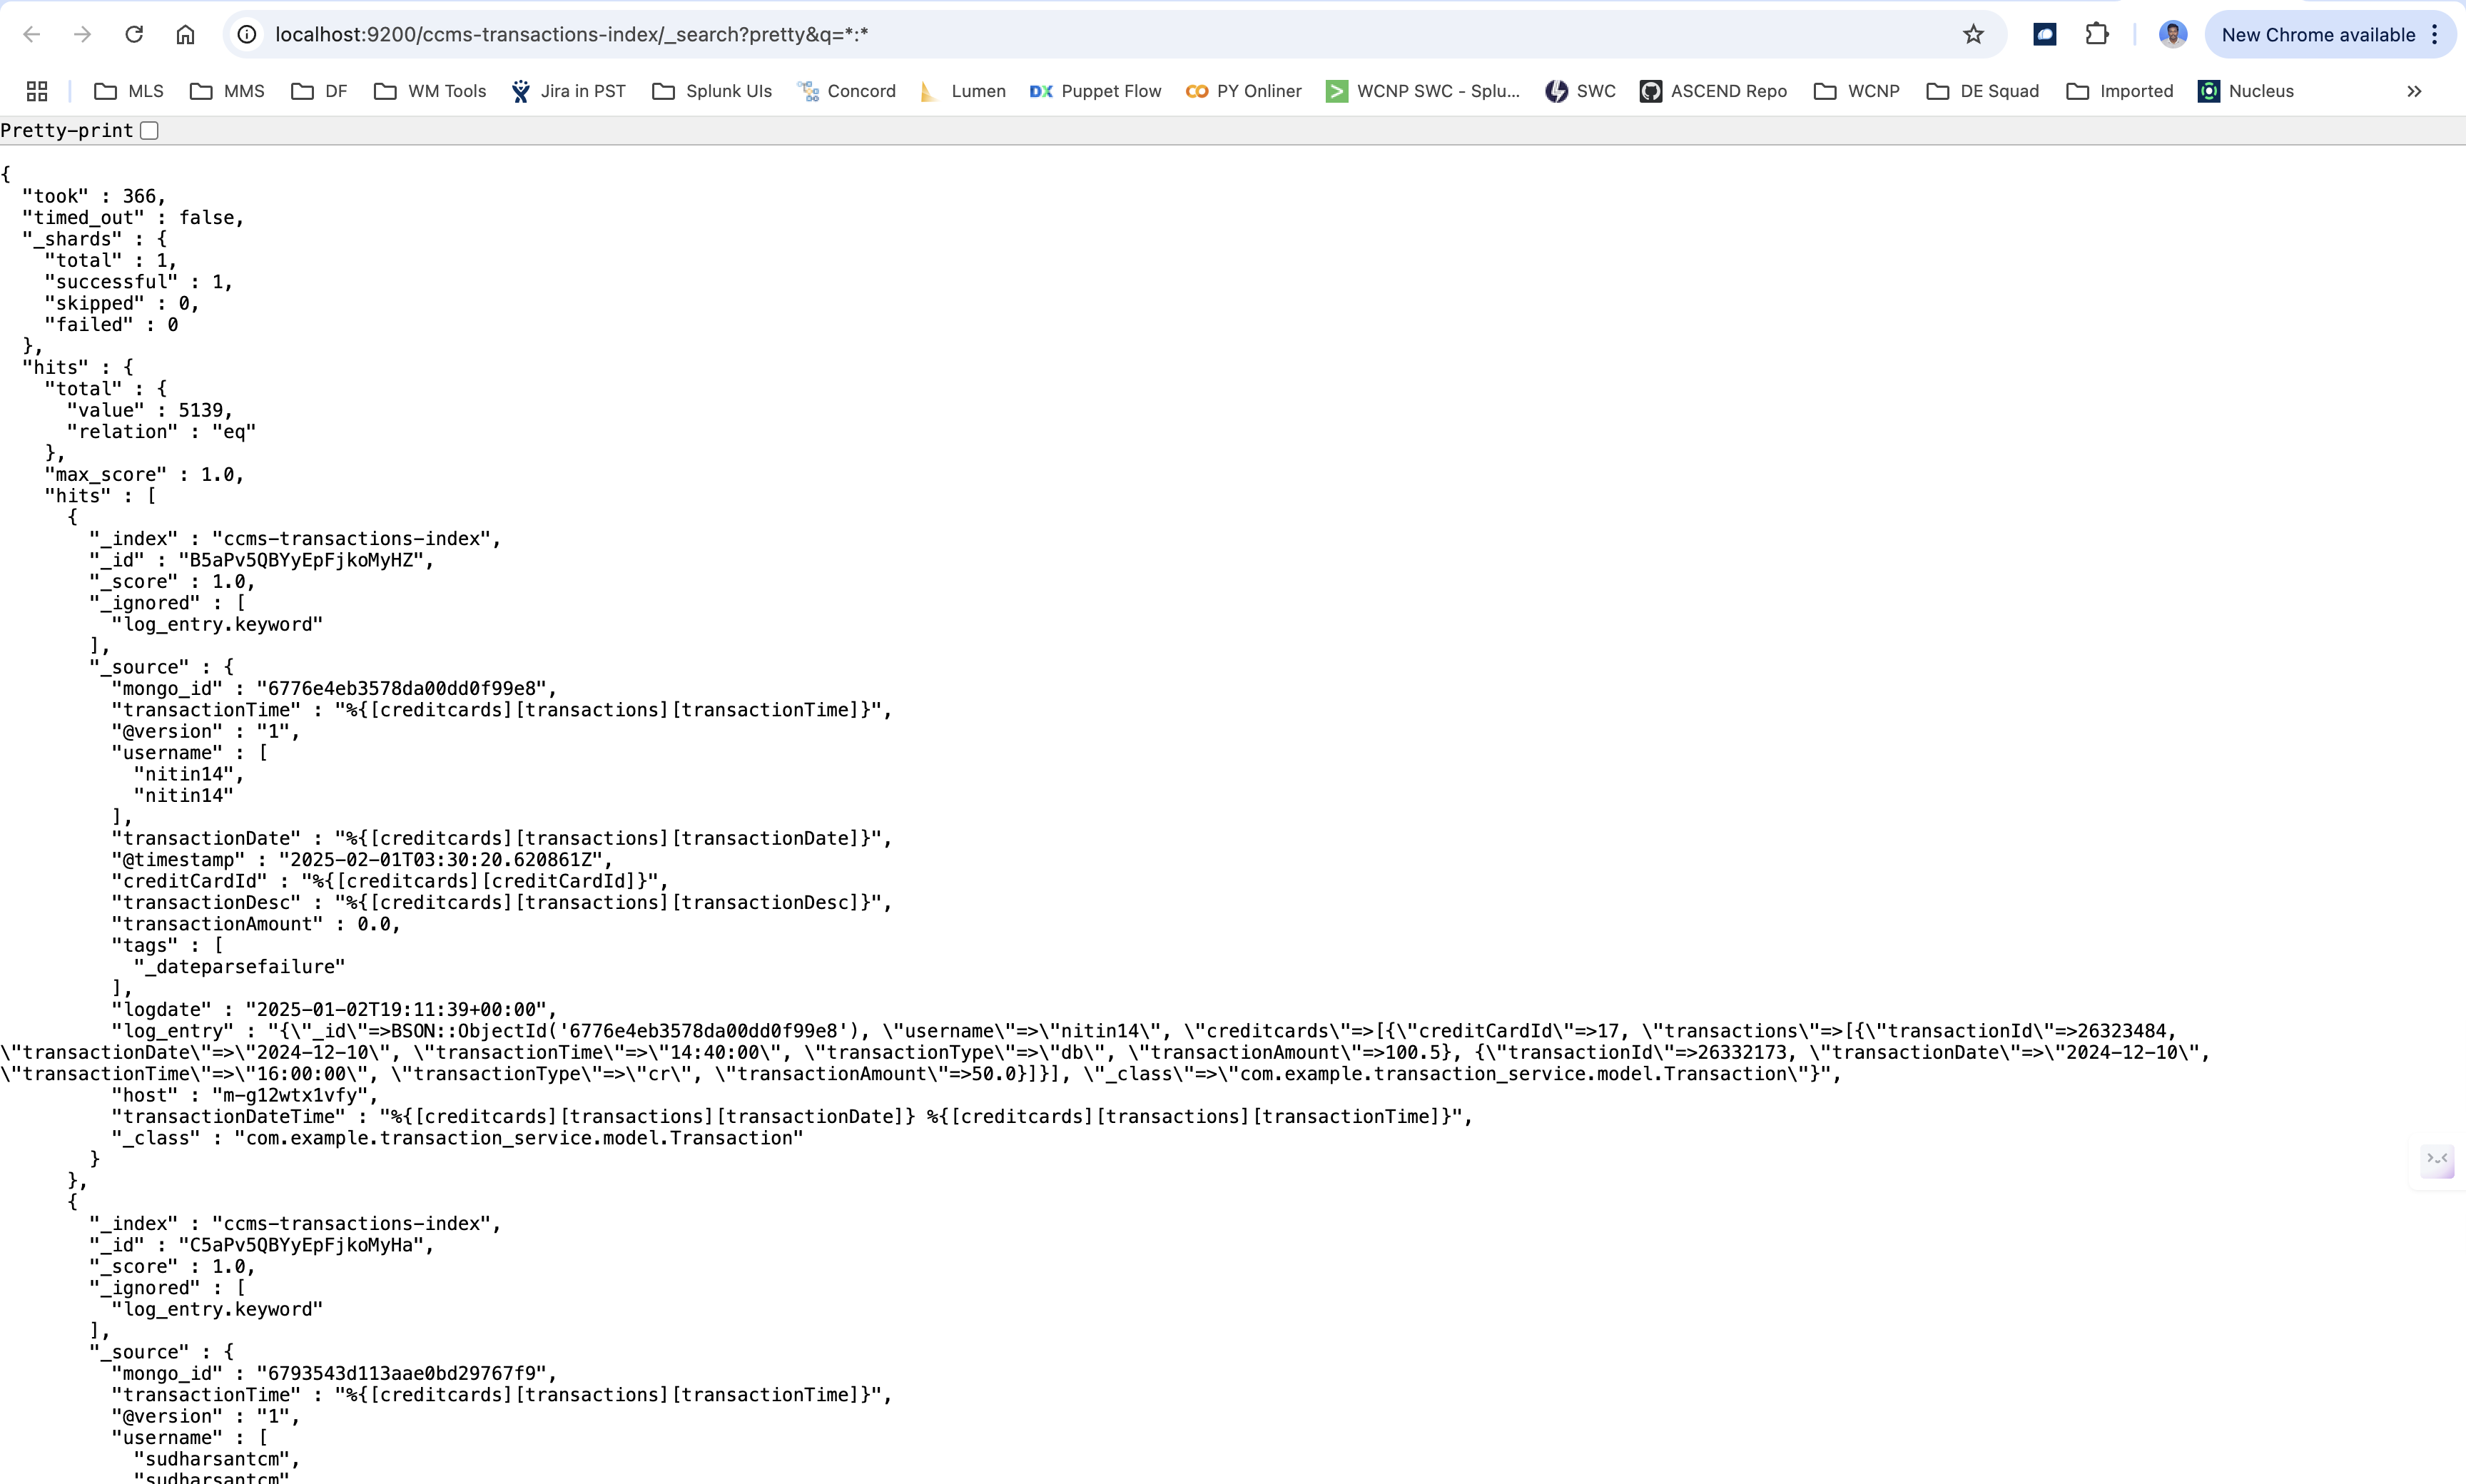 localhost:9200/ccms-transactions-index/_search?pretty&q=*:*
New Chrome available
MLS MMS DF WM Tools Jira in PST Splunk UIs Concord Lumen DX Puppet Flow CO PY Onliner WCNP SWC - Splu... SWC ASCEND Repo WCNP DE Squad Imported Nucleus
Pretty-print
{
  "took" : 366,
  "timed_out" : false,
  "_shards" : {
    "total" : 1,
    "successful" : 1,
    "skipped" : 0,
    "failed" : 0
  },
  "hits" : {
    "total" : {
      "value" : 5139,
      "relation" : "eq"
    },
    "max_score" : 1.0,
    "hits" : [
      {
        "_index" : "ccms-transactions-index",
        "_id" : "B5aPv5QBYyEpFjkoMyHZ",
        "_score" : 1.0,
        "_ignored" : [
          "log_entry.keyword"
        ],
        "_source" : {
          "mongo_id" : "6776e4eb3578da00dd0f99e8",
          "transactionTime" : "%{[creditcards][transactions][transactionTime]}",
          "@version" : "1",
          "username" : [
            "nitin14",
            "nitin14"
          ],
          "transactionDate" : "%{[creditcards][transactions][transactionDate]}",
          "@timestamp" : "2025-02-01T03:30:20.620861Z",
          "creditCardId" : "%{[creditcards][creditCardId]}",
          "transactionDesc" : "%{[creditcards][transactions][transactionDesc]}",
          "transactionAmount" : 0.0,
          "tags" : [
            "_dateparsefailure"
          ],
          "logdate" : "2025-01-02T19:11:39+00:00",
          "log_entry" : "{\"_id\"=>BSON::ObjectId('6776e4eb3578da00dd0f99e8'), \"username\"=>\"nitin14\", \"creditcards\"=>[{\"creditCardId\"=>17, \"transactions\"=>[{\"transactionId\"=>26323484,
\"transactionDate\"=>\"2024-12-10\", \"transactionTime\"=>\"14:40:00\", \"transactionType\"=>\"db\", \"transactionAmount\"=>100.5}, {\"transactionId\"=>26332173, \"transactionDate\"=>\"2024-12-10\",
\"transactionTime\"=>\"16:00:00\", \"transactionType\"=>\"cr\", \"transactionAmount\"=>50.0}]}], \"_class\"=>\"com.example.transaction_service.model.Transaction\"}",
          "host" : "m-g12wtx1vfy",
          "transactionDateTime" : "%{[creditcards][transactions][transactionDate]} %{[creditcards][transactions][transactionTime]}",
          "_class" : "com.example.transaction_service.model.Transaction"
        }
      },
      {
        "_index" : "ccms-transactions-index",
        "_id" : "C5aPv5QBYyEpFjkoMyHa",
        "_score" : 1.0,
        "_ignored" : [
          "log_entry.keyword"
        ],
        "_source" : {
          "mongo_id" : "6793543d113aae0bd29767f9",
          "transactionTime" : "%{[creditcards][transactions][transactionTime]}",
          "@version" : "1",
          "username" : [
            "sudharsantcm",
            "sudharsantcm"